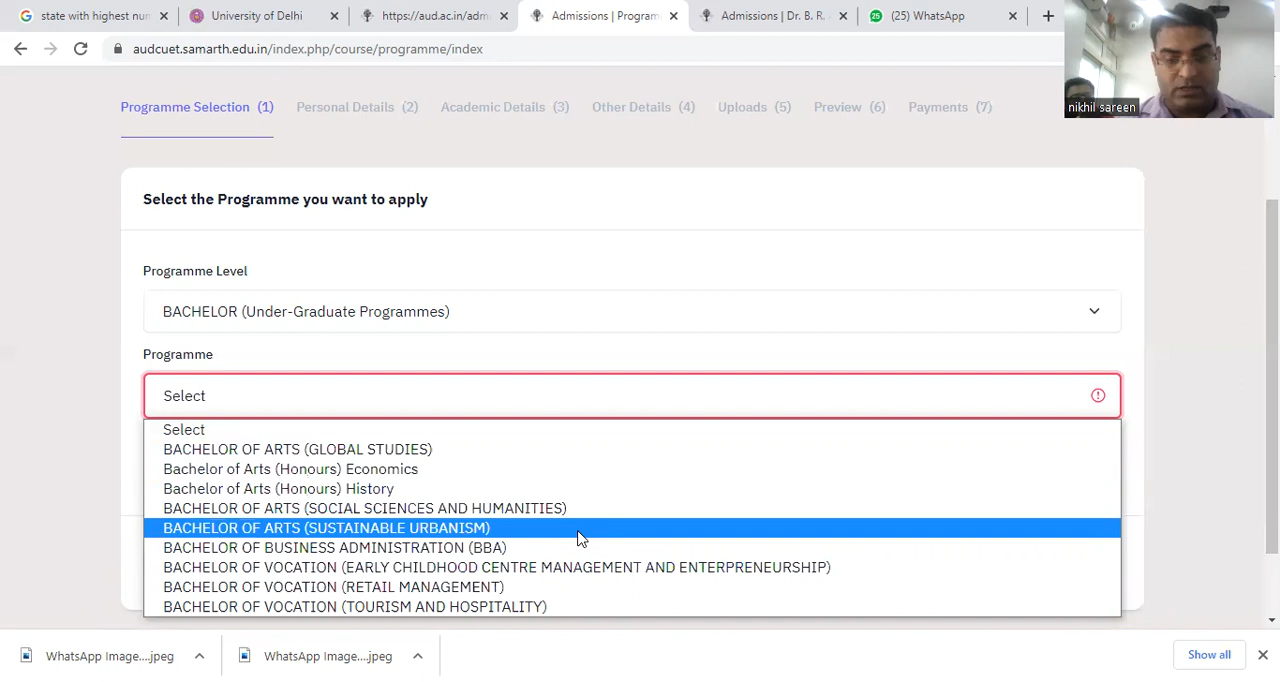 state with highest nun
University of Delhi
https://aud.ac.in/adm
Admissions | Program
Admissions | Dr. B. R. A
(25) WhatsApp
audcuet.samarth.edu.in/index.php/course/programme/index
nikhil sareen
Programme Selection (1)
Personal Details (2)
Academic Details (3)
Other Details (4)
Uploads (5)
Preview (6)
Payments (7)
Select the Programme you want to apply
Programme Level
BACHELOR (Under-Graduate Programmes)
Programme
Select
Select
BACHELOR OF ARTS (GLOBAL STUDIES)
Bachelor of Arts (Honours) Economics
Bachelor of Arts (Honours) History
BACHELOR OF ARTS (SOCIAL SCIENCES AND HUMANITIES)
BACHELOR OF ARTS (SUSTAINABLE URBANISM)
BACHELOR OF BUSINESS ADMINISTRATION (BBA)
BACHELOR OF VOCATION (EARLY CHILDHOOD CENTRE MANAGEMENT AND ENTERPRENEURSHIP)
BACHELOR OF VOCATION (RETAIL MANAGEMENT)
BACHELOR OF VOCATION (TOURISM AND HOSPITALITY)
WhatsApp Image....jpeg
WhatsApp Image....jpeg
Show all